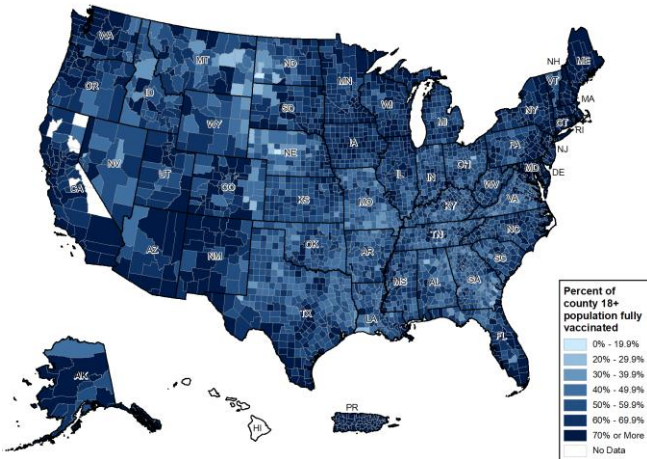 WA
MT
ND
MN
OR
ID
SD
WI
MI
NH
VT
ME
NY
MA
CT
RI
WY
IA
PA
NJ
NE
NV
UT
CO
IL
IN
OH
MD
DE
CA
KS
MO
WV
VA
KY
AZ
NM
OK
AR
TN
NC
SC
MS
AL
GA
TX
LA
FL
AK
HI
PR
Percent of
county 18+
population fully
vaccinated
0% - 19.9%
20% - 29.9%
30% - 39.9%
40% - 49.9%
50% - 59.9%
60% - 69.9%
70% or More
No Data